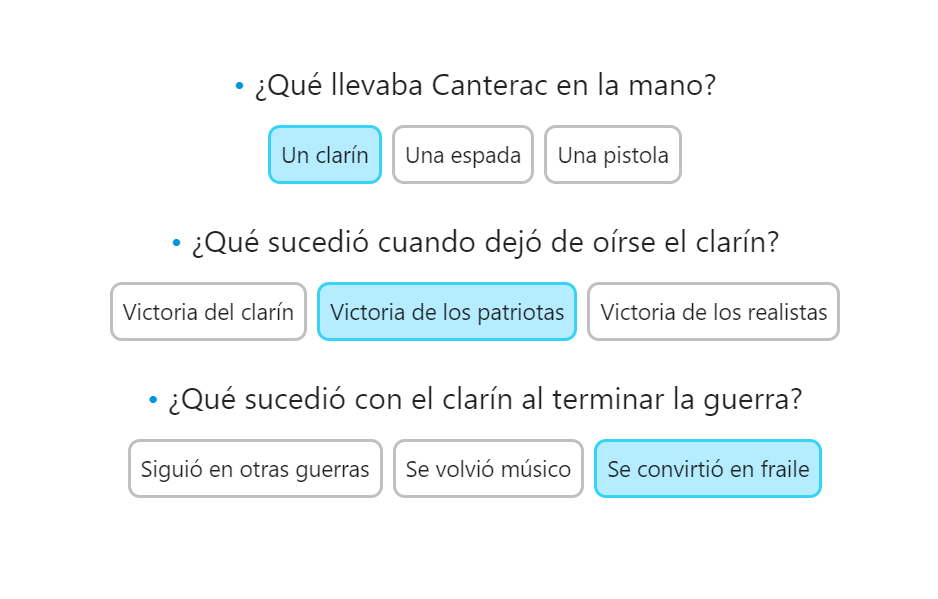 • ¿Qué llevaba Canterac en la mano?
Un clarín Una espada Una pistola
• ¿Qué sucedió cuando dejó de oírse el clarín?
Victoria del clarín Victoria de los patriotas Victoria de los realistas
• ¿Qué sucedió con el clarín al terminar la guerra?
Siguió en otras guerras Se volvió músico Se convirtió en fraile